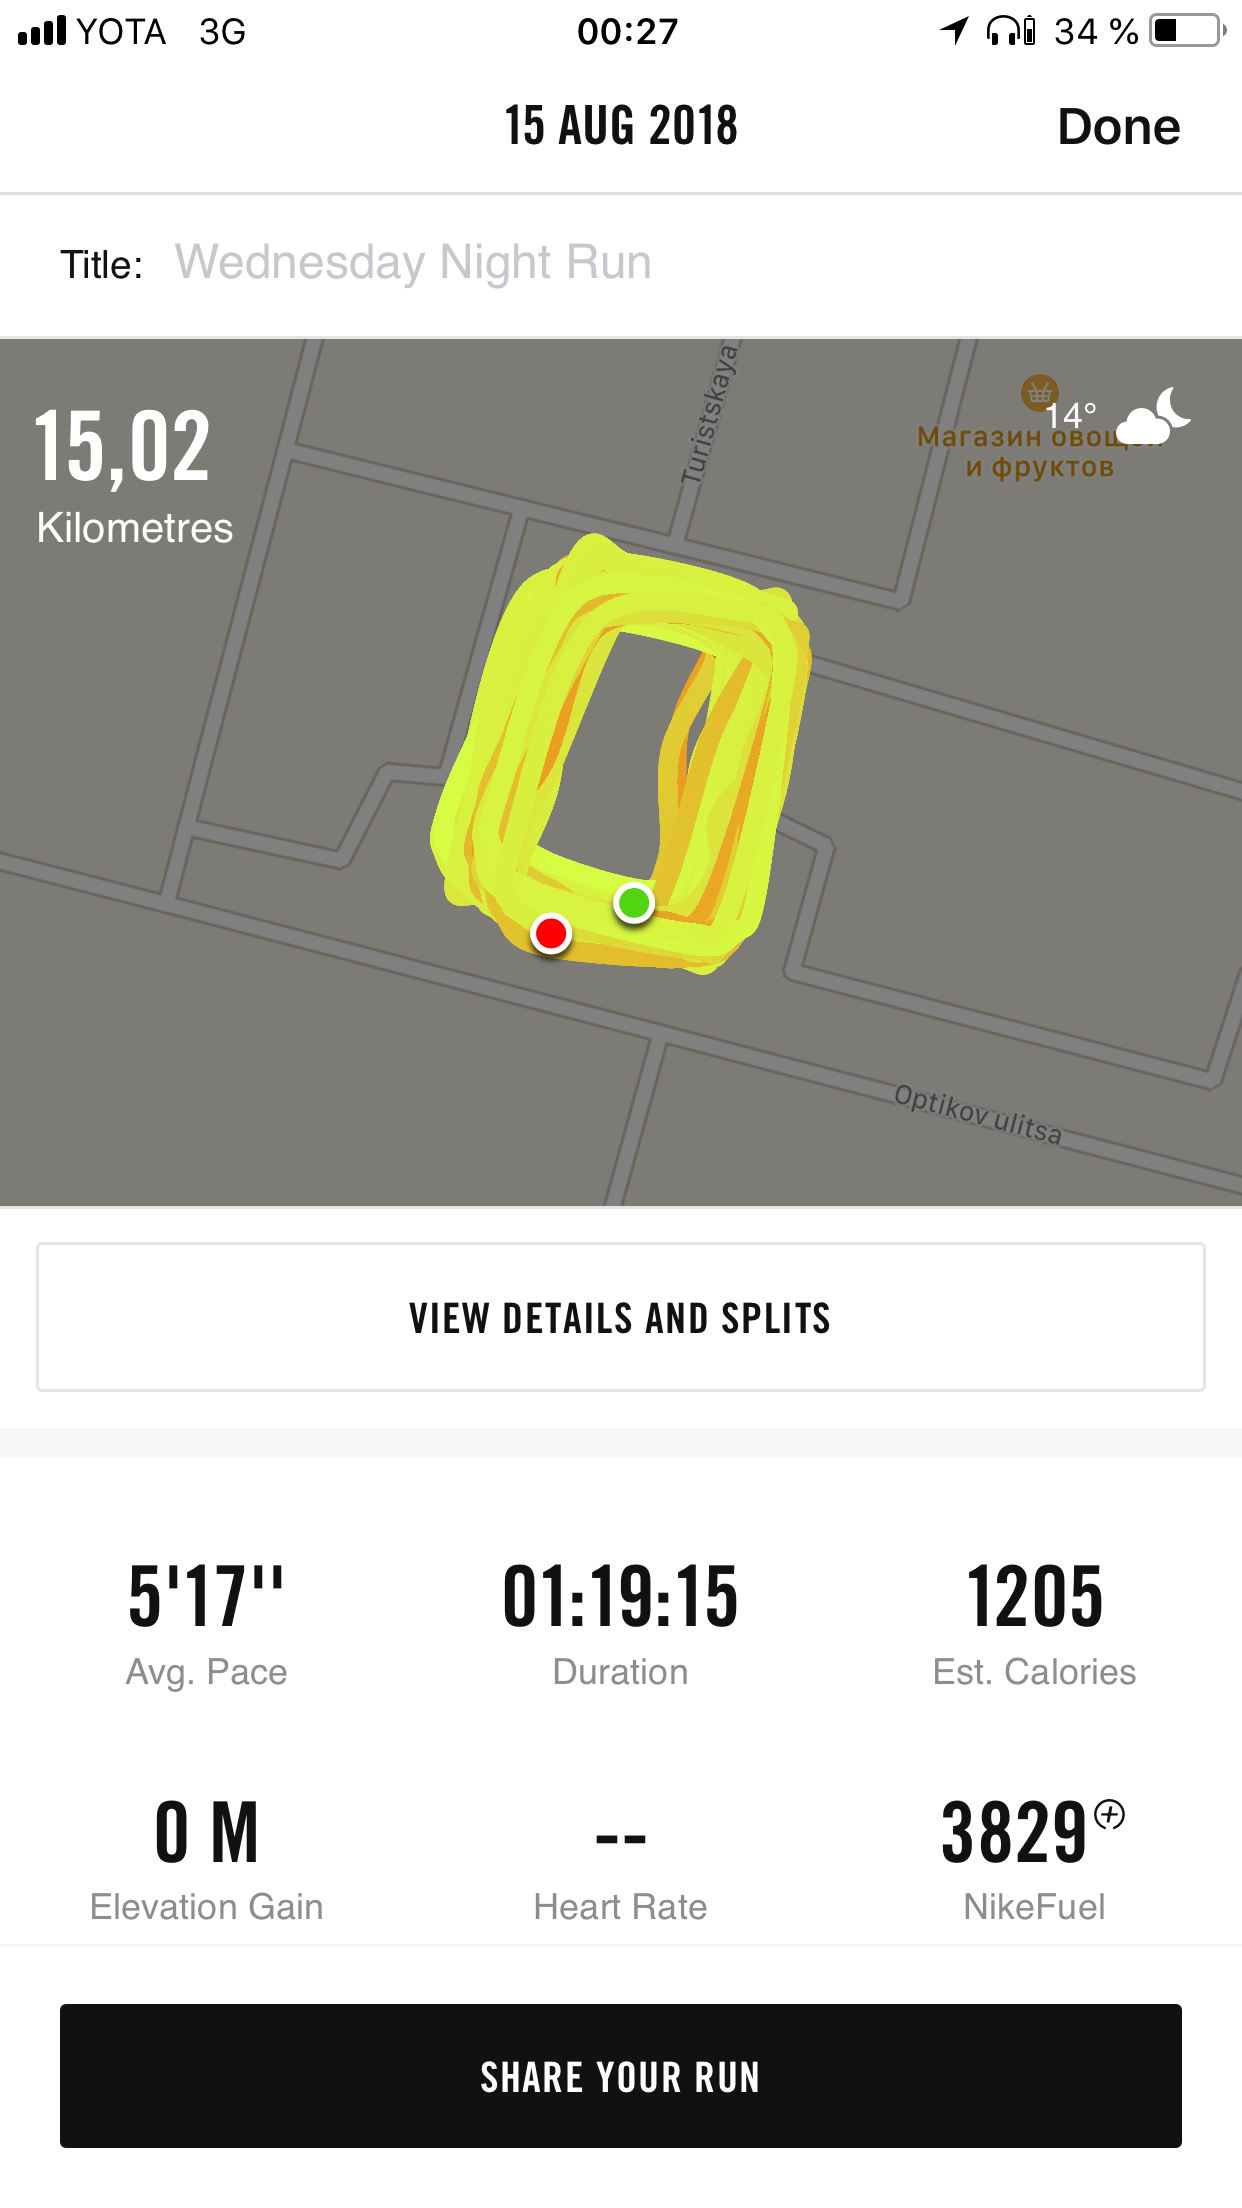 YOTA 3G 00:27 34 %
15 AUG 2018 Done
Title: Wednesday Night Run
15,02
Kilometres
Turistskaya
14°
Магазин
и фруктов
Optikov ulitsa
VIEW DETAILS AND SPLITS
5'17'' 01:19:15 1205
Avg. Pace Duration Est. Calories
0 M -- 3829
Elevation Gain Heart Rate NikeFuel
SHARE YOUR RUN